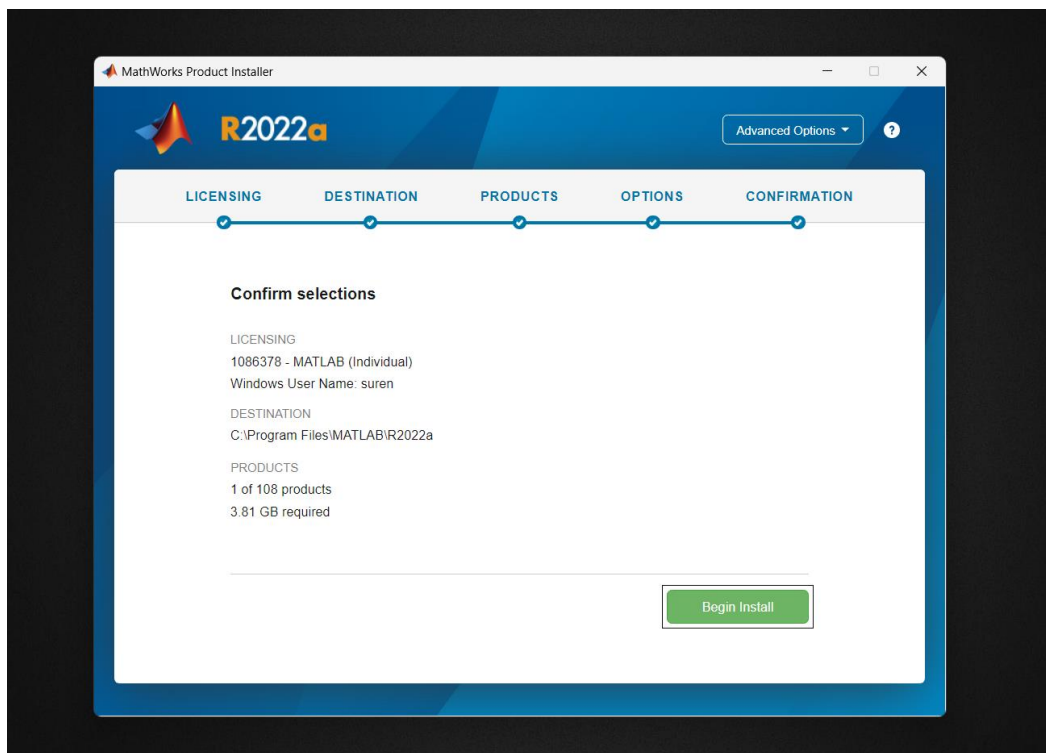 MathWorks Product Installer
R2022a
Advanced Options
?
LICENSING DESTINATION PRODUCTS OPTIONS CONFIRMATION
Confirm selections
LICENSING
1086378 - MATLAB (Individual)
Windows User Name: suren
DESTINATION
C:\Program Files\MATLAB\R2022a
PRODUCTS
1 of 108 products
3.81 GB required
Begin Install